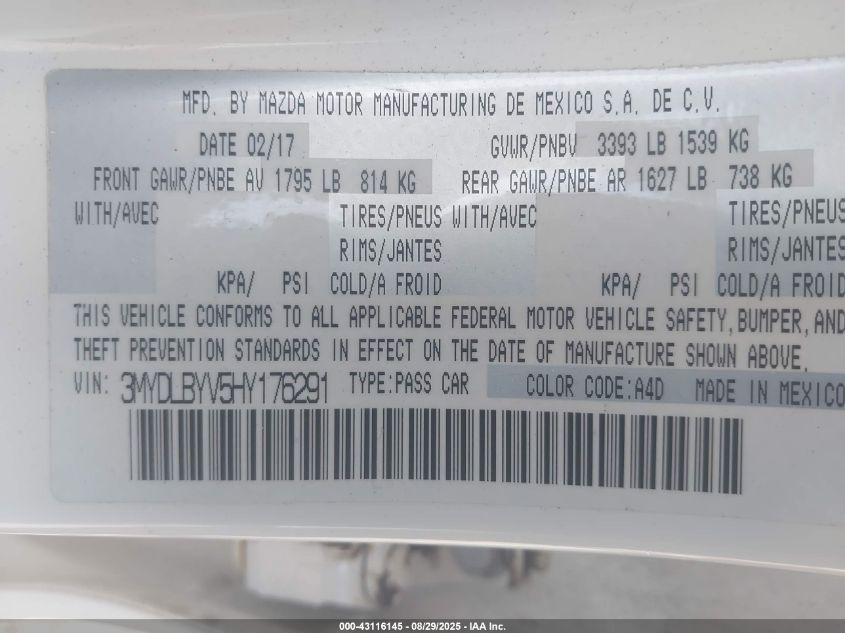 MFD. BY MAZDA MOTOR MANUFACTURING DE MEXICO S.A. DE C.V.
DATE 02/17 GVWR/PNBV 3393 LB 1539 KG
FRONT GAWR/PNBE AV 1795 LB 814 KG REAR GAWR/PNBE AR 1627 LB 738 KG
WITH/AVEC TIRES/PNEUS WITH/AVEC TIRES/PNEUS
RIMS/JANTES RIMS/JANTES
KPA/ PSI COLD/A FROID KPA/ PSI COLD/A FROID
THIS VEHICLE CONFORMS TO ALL APPLICABLE FEDERAL MOTOR VEHICLE SAFETY, BUMPER, AND
THEFT PREVENTION STANDARDS IN EFFECT ON THE DATE OF MANUFACTURE SHOWN ABOVE.
VIN: 3MYDLBYV5HY176291 TYPE:PASS CAR COLOR CODE:A4D MADE IN MEXICO
000-43116145 - 08/29/2025 - IAA Inc.